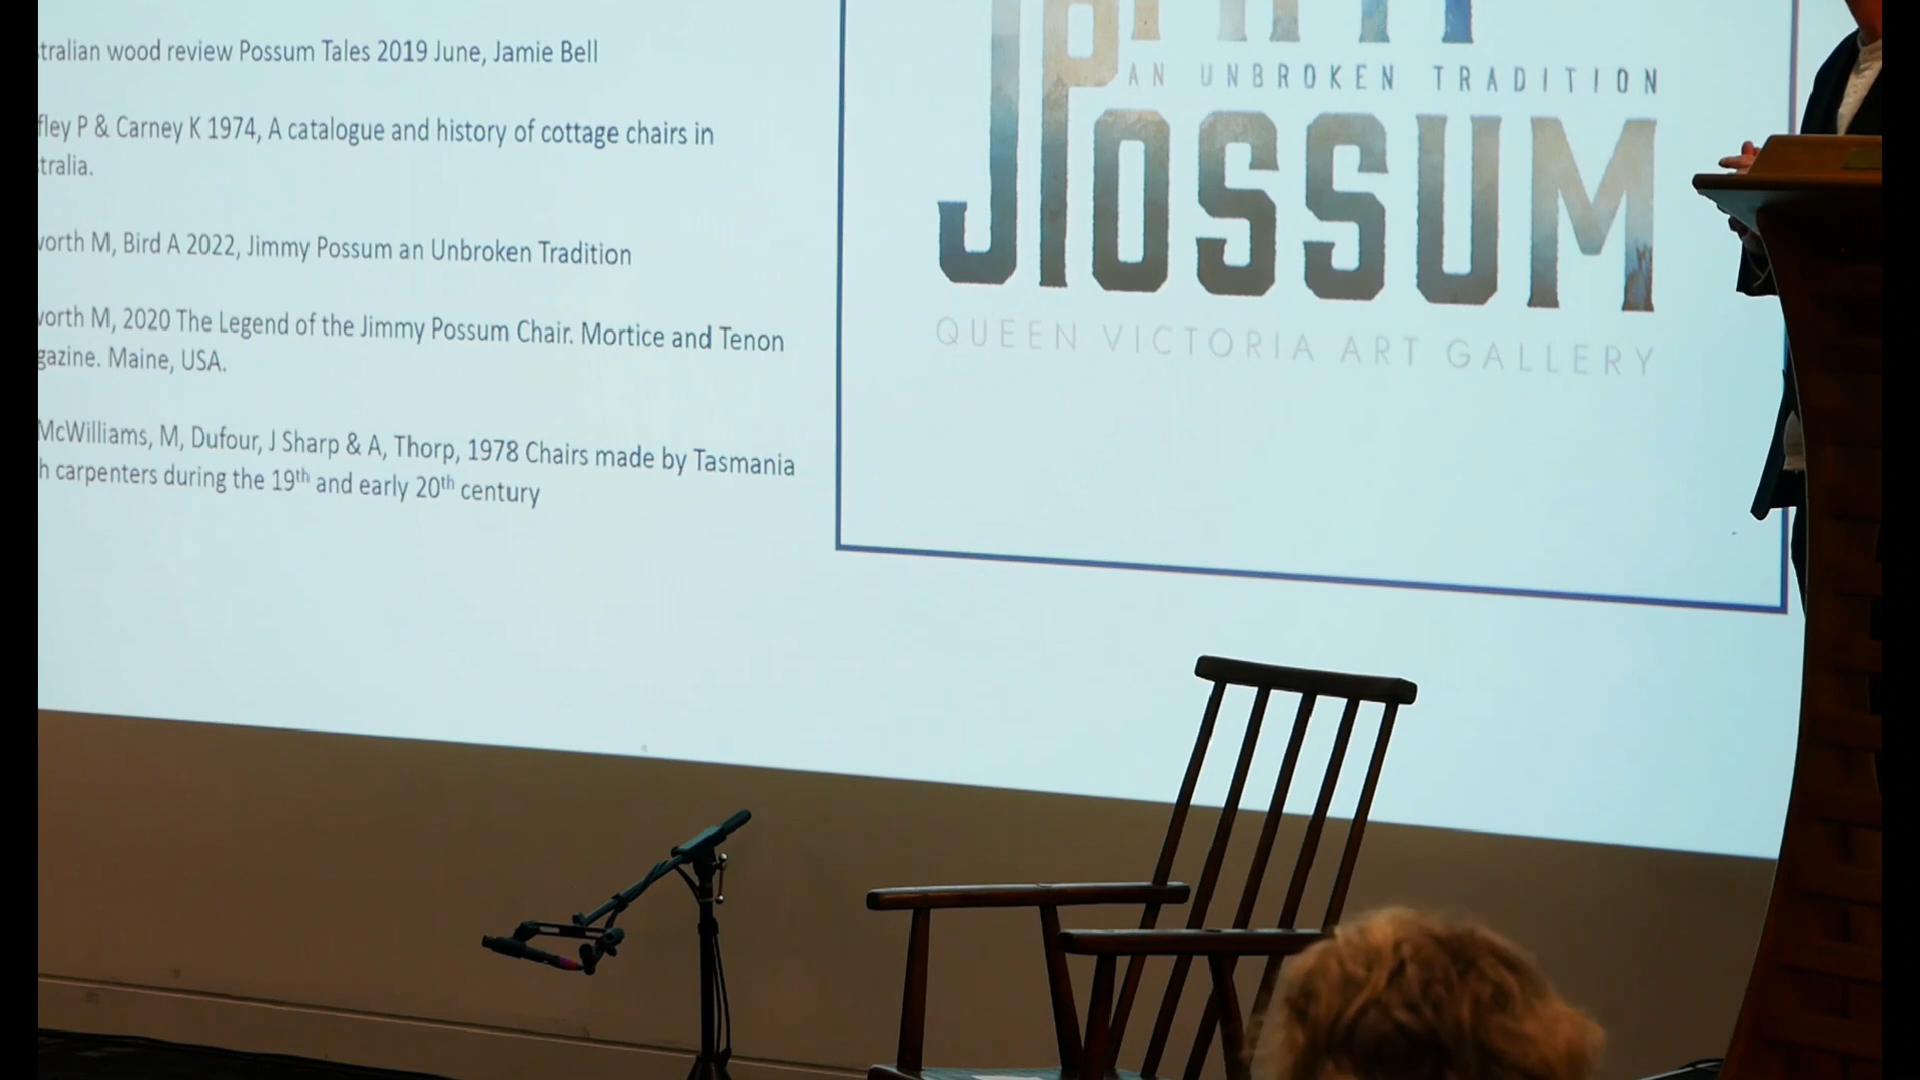 tralian wood review Possum Tales 2019 June, Jamie Bell
fley P & Carney K 1974, A catalogue and history of cottage chairs in
tralia.
orth M, Bird A 2022, Jimmy Possum an Unbroken Tradition
orth M, 2020 The Legend of the Jimmy Possum Chair. Mortice and Tenon
gazine. Maine, USA.
McWilliams, M, Dufour, J Sharp & A, Thorp, 1978 Chairs made by Tasmania
h carpenters during the 19th and early 20th century
AN UNBROKEN TRADITION
POSSUM
QUEEN VICTORIA ART GALLERY